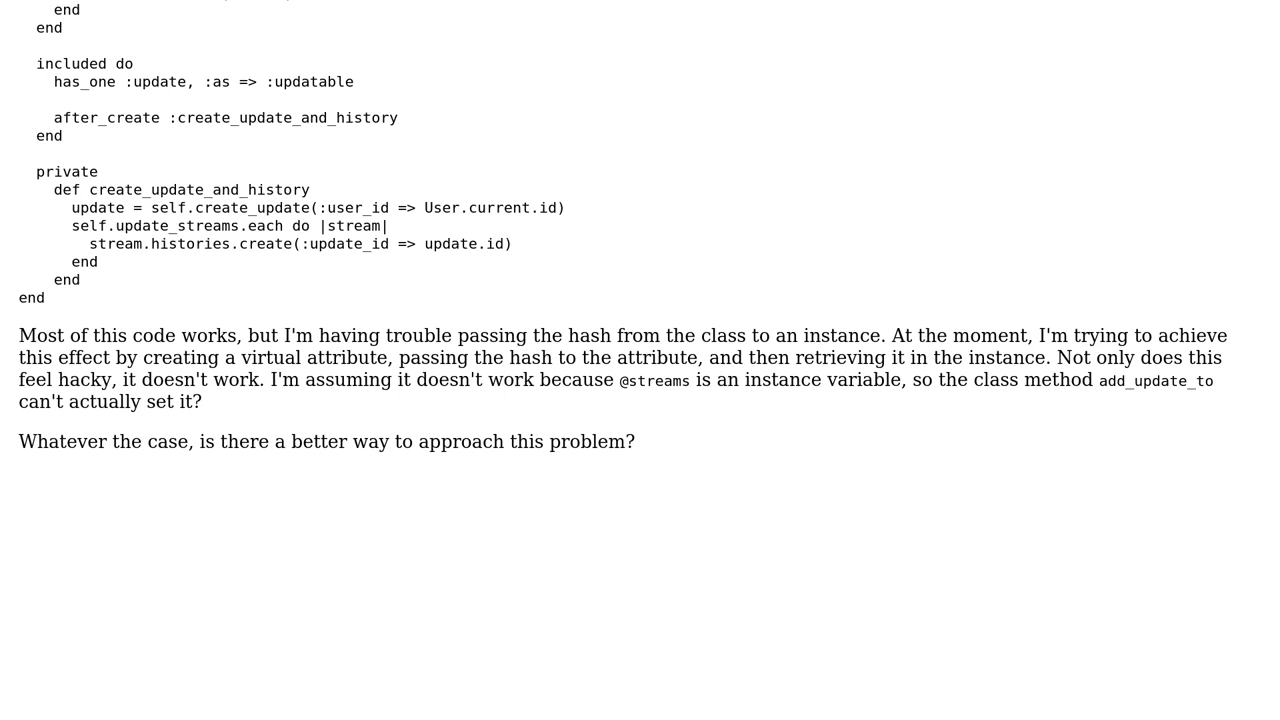 end
end
included do
has_one :update, :as => :updatable
after_create :create_update_and_history
end
private
def create_update_and_history
update = self.create_update(:user_id => User.current.id)
self.update_streams.each do |stream|
stream.histories.create(:update_id => update.id)
end
end
end
Most of this code works, but I'm having trouble passing the hash from the class to an instance. At the moment, I'm trying to achieve
this effect by creating a virtual attribute, passing the hash to the attribute, and then retrieving it in the instance. Not only does this
feel hacky, it doesn't work. I'm assuming it doesn't work because @streams is an instance variable, so the class method add_update_to
can't actually set it?
Whatever the case, is there a better way to approach this problem?